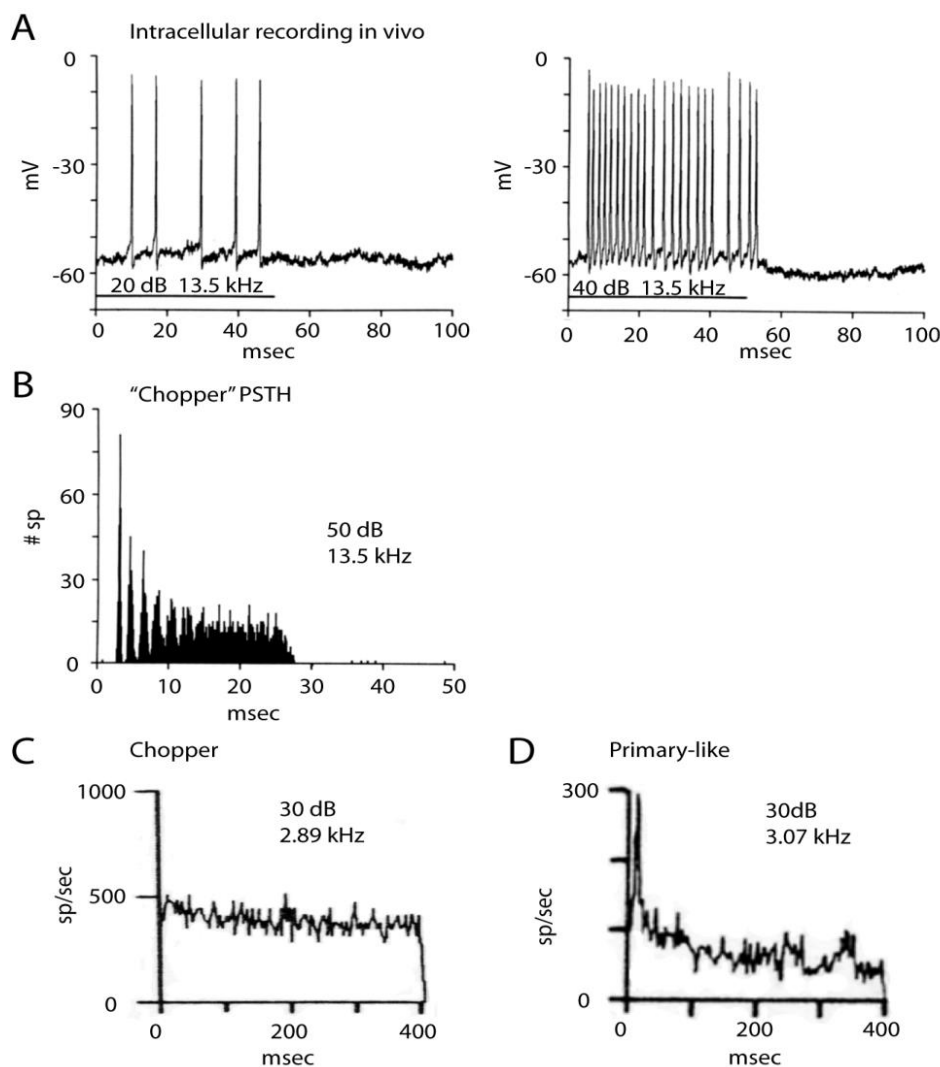 A
Intracellular recording in vivo
0
-30
-60
mV
20 dB 13.5 kHz
0 20 40 60 80 100
msec
0
-30
-60
mV
40 dB 13.5 kHz
0 20 40 60 80 100
msec
B
“Chopper” PSTH
90
60
30
0
# sp
50 dB
13.5 kHz
0 10 20 30 40 50
msec
C
Chopper
1000
500
0
sp/sec
30 dB
2.89 kHz
0 200 400
msec
D
Primary-like
300
0
sp/sec
30dB
3.07 kHz
0 200 400
msec